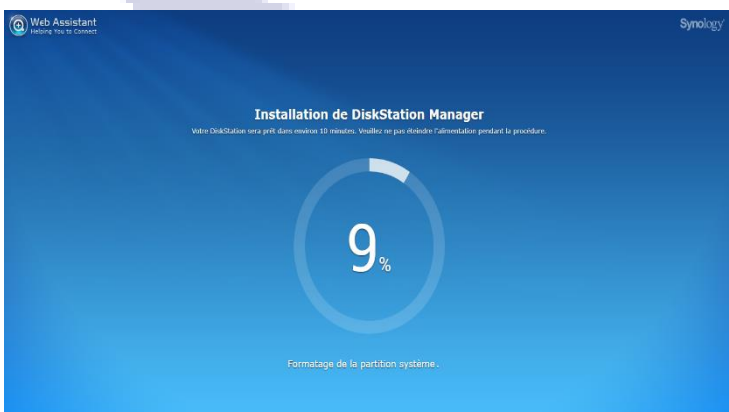 Web Assistant
Helping You to Connect
Synology
Installation de DiskStation Manager
Votre DiskStation sera prêt dans environ 10 minutes. Veuillez ne pas éteindre l'alimentation pendant la procédure.
9%
Formatage de la partition système.